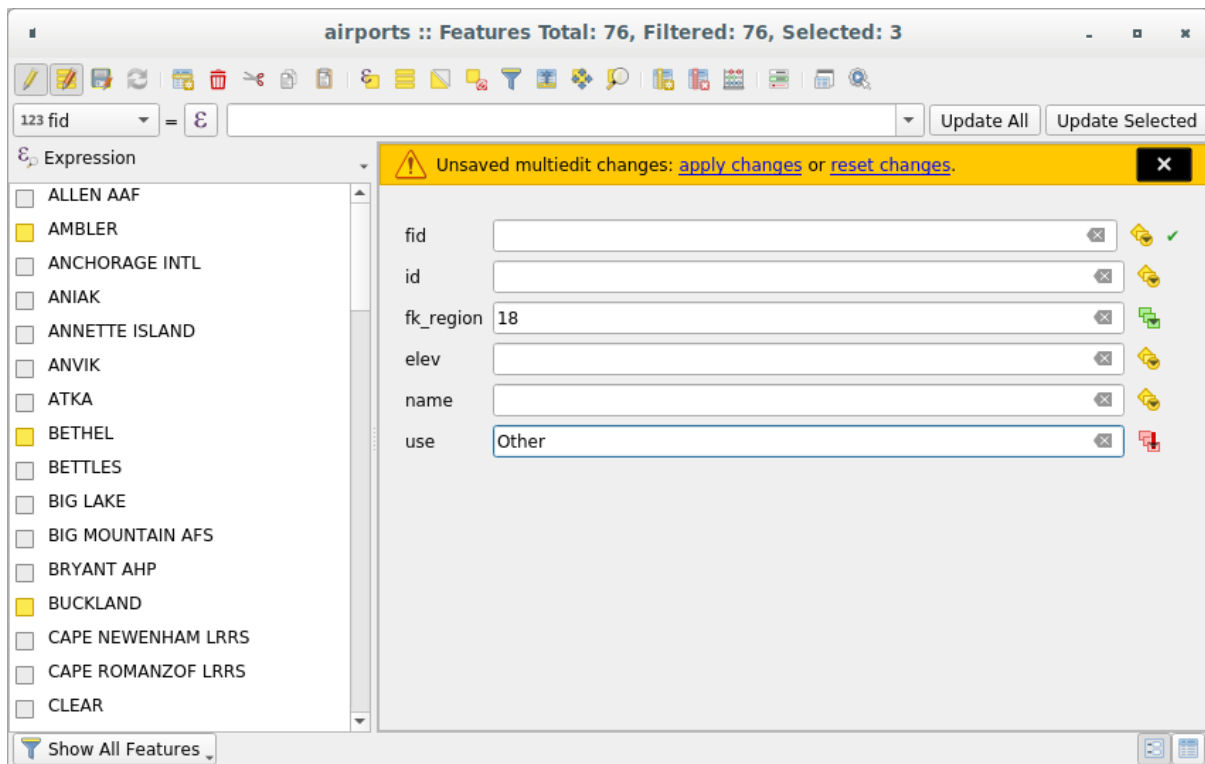 airports :: Features Total: 76, Filtered: 76, Selected: 3
123 fid = ε Update All Update Selected
Expression
Unsaved multiedit changes: apply changes or reset changes.
ALLEN AAF
AMBLER
ANCHORAGE INTL
ANIAK
ANNETTE ISLAND
ANVIK
ATKA
BETHEL
BETTLES
BIG LAKE
BIG MOUNTAIN AFS
BRYANT AHP
BUCKLAND
CAPE NEWENHAM LRRS
CAPE ROMANZOF LRRS
CLEAR
fid
id
fk_region 18
elev
name
use Other
Show All Features